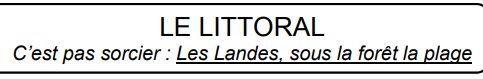 LE LITTORAL
C'est pas sorcier : Les Landes, sous la forêt la plage